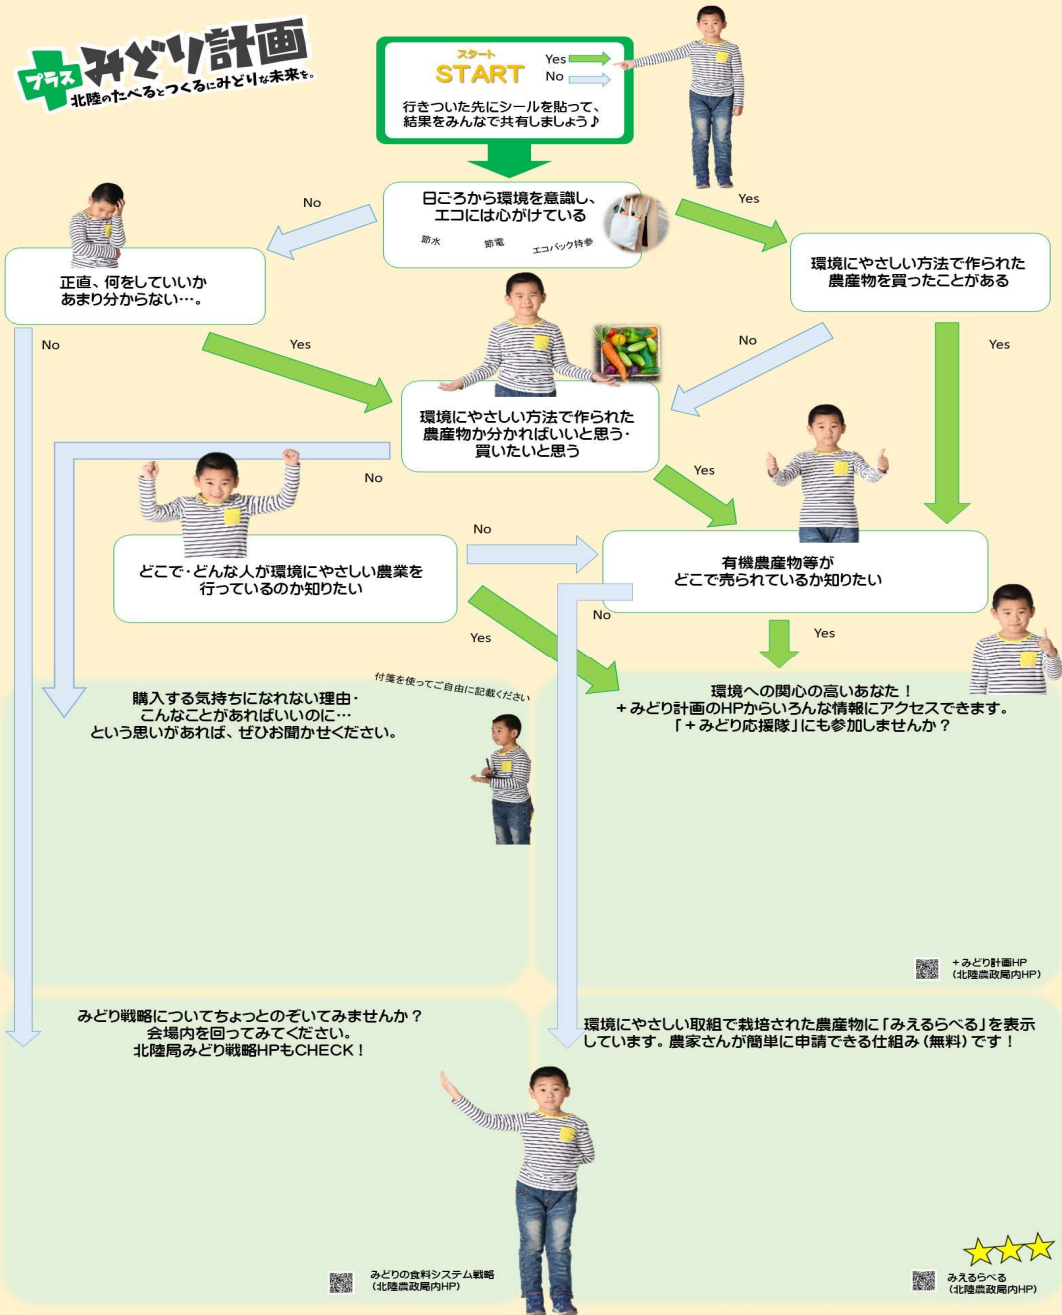 プラス みどり計画
北陸のたべるとつくるにみどりな未来を。
スタート
START
Yes
No
行きついた先にシールを貼って、
結果をみんなで共有しましょう♪
日ごろから環境を意識し、
エコには心がけている
節水 節電 エコバック持参
No
Yes
正直、何をしていいか
あまり分からない…。
環境にやさしい方法で作られた
農産物を買ったことがある
No
Yes
No
Yes
環境にやさしい方法で作られた
農産物か分かればいいと思う・
買いたいと思う
No
Yes
どこで・どんな人が環境にやさしい農業を
行っているのか知りたい
No
Yes
有機農産物等が
どこで売られているか知りたい
No
Yes
購入する気持ちになれない理由・
こんなことがあればいいのに…
という思いがあれば、ぜひお聞かせください。
付箋を使ってご自由に記載ください
環境への関心の高いあなた！
+みどり計画のHPからいろんな情報にアクセスできます。
「+みどり応援隊」にも参加しませんか？
+みどり計画HP
(北陸農政局内HP)
みどり戦略についてちょっとのぞいてみませんか？
会場内を回ってみてください。
北陸局みどり戦略HPもCHECK！
みどりの食料システム戦略
(北陸農政局内HP)
環境にやさしい取組で栽培された農産物に「みえるらべる」を表示
しています。農家さんが簡単に申請できる仕組み(無料)です！
みえるらべる
(北陸農政局内HP)